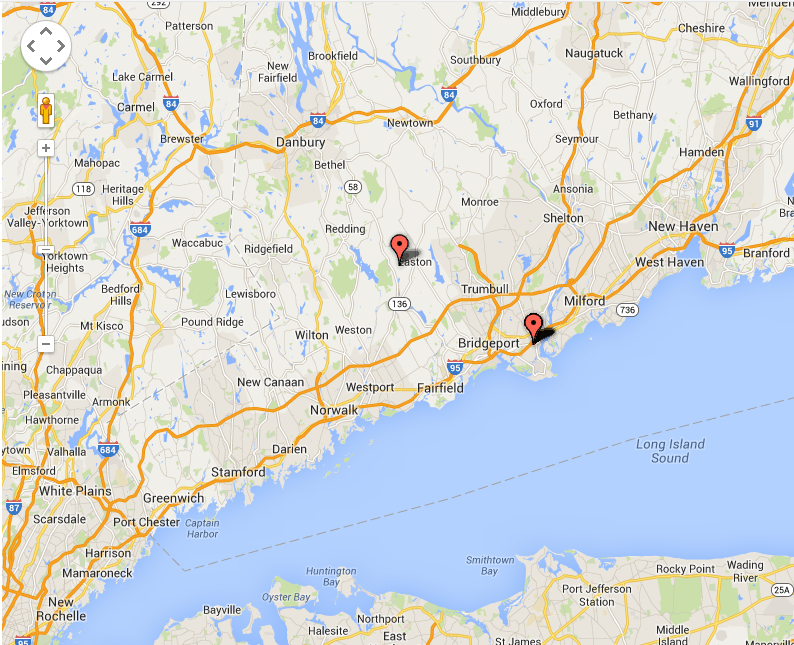 292
84
Middlebury
Meriden
Patterson
Cheshire
Brookfield
Naugatuck
Southbury
New
Fairfield
Lake Carmel
Wallingford
84
Oxford
Carmel
84
Bethany
91
84
Newtown
Brewster
Danbury
Seymour
Hamden
Mahopac
Bethel
118
Heritage
Hills
58
Ansonia
Monroe
Jefferson
Valley-Yorktown
Shelton
New Haven
684
Redding
Waccabuc
Ridgefield
95
Branford
Yorktown
Heights
Easton
West Haven
Bedford
Hills
Lewisboro
Trumbull
New Croton
Reservoir
136
Milford
736
Mt Kisco
Pound Ridge
Wilton
Weston
Bridgeport
Chappaqua
95
New Canaan
Westport
Fairfield
Pleasantville
Armonk
Norwalk
Hawthorne
Long Island
Sound
684
Valhalla
Darien
Elmsford
Stamford
White Plains
Greenwich
87
Scarsdale
Port Chester
Captain
Harbor
Harrison
Smithtown
Bay
Mamaroneck
Huntington
Bay
Rocky Point
Wading
River
Port Jefferson
Station
25A
Oyster Bay
New
Rochelle
Bayville
Northport
Halesite
East
St James
Middle
Island
95